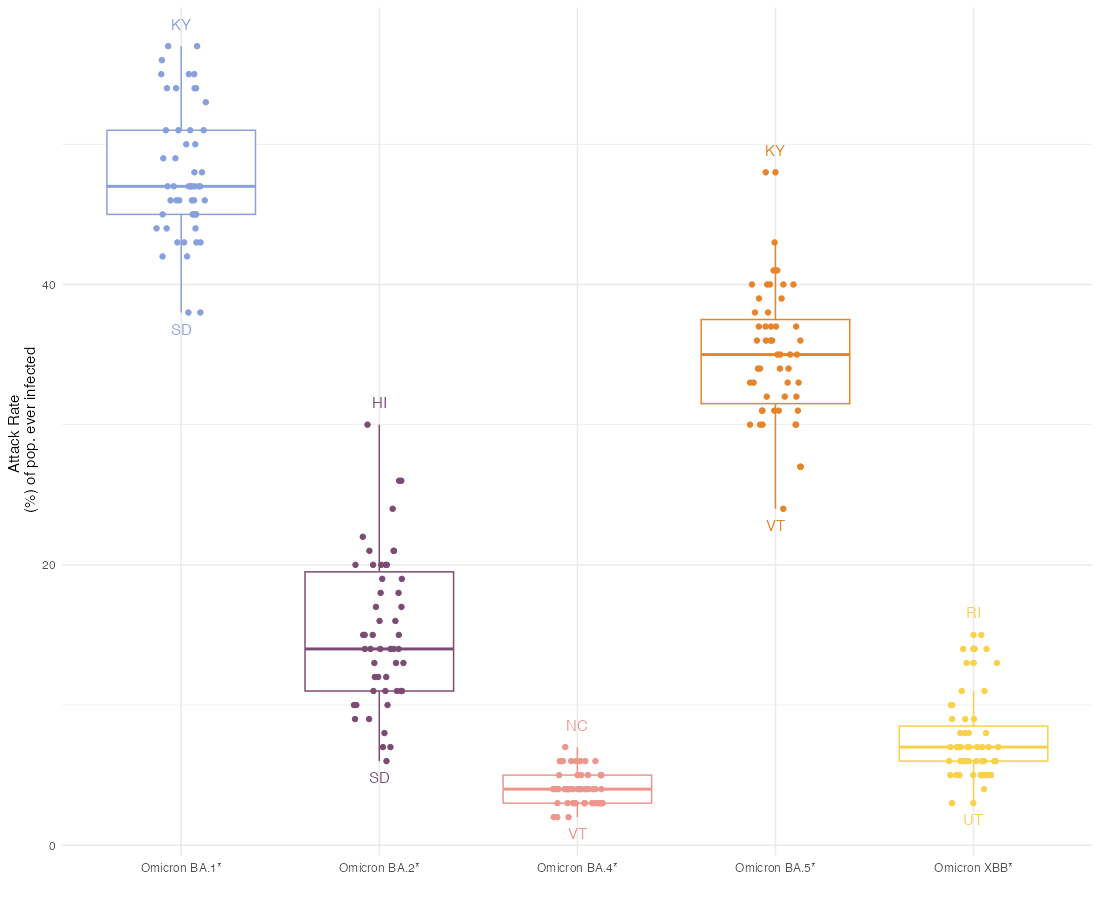 KY
KY
40
SD
Attack Rate
(%) of pop. ever infected
HI
VT
20
RI
NC
SD
UT
VT
0
Omicron BA.1*
Omicron BA.2*
Omicron BA.4*
Omicron BA.5*
Omicron XBB*